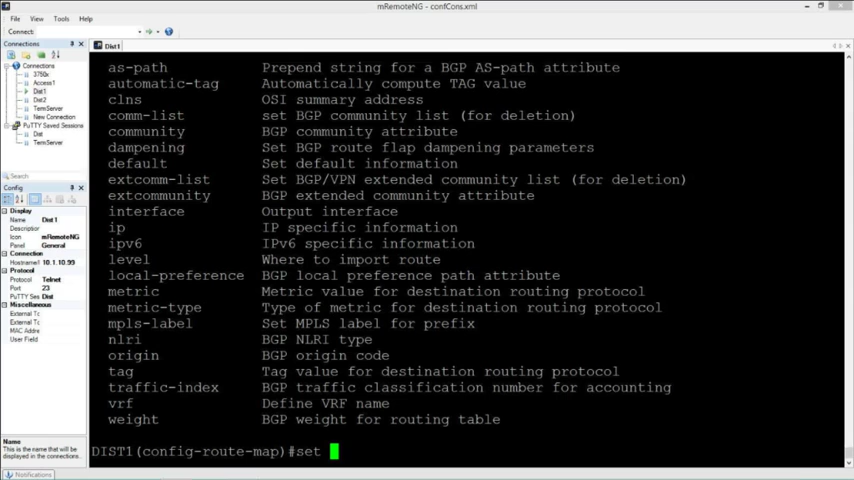 mRemoteNG - confCons.xml
File View Tools Help
Connect:
Connections
Connections
3750x
Access1
Dist1
Dist2
TermServer
New Connection
PuTTY Saved Sessions
Dist
TermServer
Search
Config
Display
Name Dist 1
Description
Icon mRemoteNG
Panel General
Connection
Hostname/I 10.1.10.99
Protocol
Protocol Telnet
Port 23
PuTTY Ses Dist
Miscellaneous
External Tc
External Tc
MAC Addre
User Field
Name
This is the name that will be
displayed in the connections.
Notifications
Dist1
as-path Prepend string for a BGP AS-path attribute
automatic-tag Automatically compute TAG value
clns OSI summary address
comm-list set BGP community list (for deletion)
community BGP community attribute
dampening Set BGP route flap dampening parameters
default Set default information
extcomm-list Set BGP/VPN extended community list (for deletion)
extcommunity BGP extended community attribute
interface Output interface
ip IP specific information
ipv6 IPv6 specific information
level Where to import route
local-preference BGP local preference path attribute
metric Metric value for destination routing protocol
metric-type Type of metric for destination routing protocol
mpls-label Set MPLS label for prefix
nlri BGP NLRI type
origin BGP origin code
tag Tag value for destination routing protocol
traffic-index BGP traffic classification number for accounting
vrf Define VRF name
weight BGP weight for routing table
DIST1(config-route-map)#set